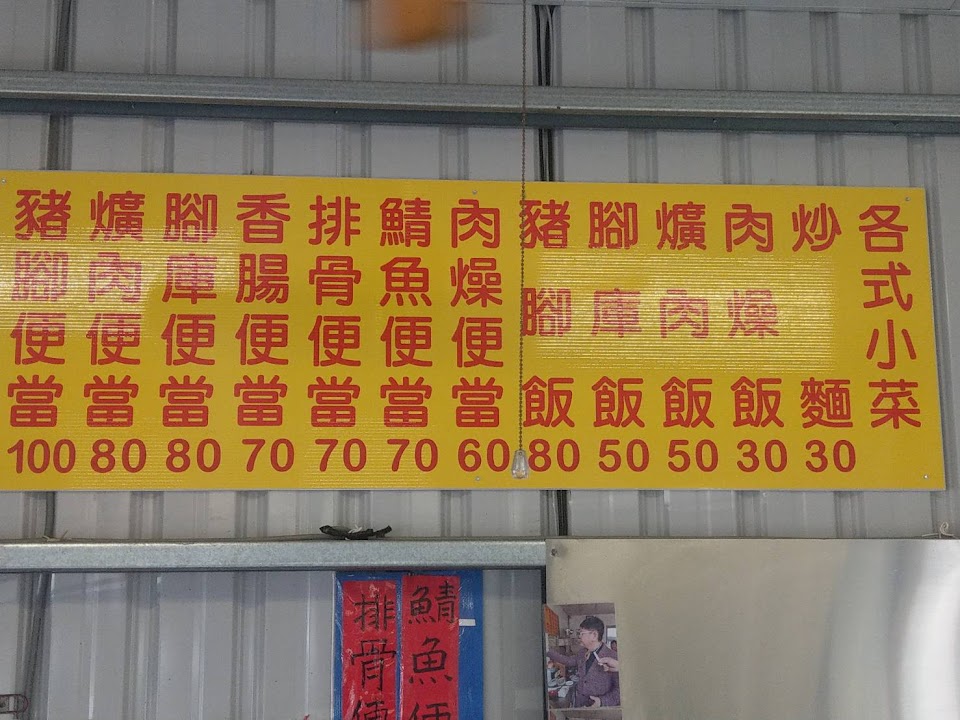 豬腳便當100
爌肉便當80
腳庫便當80
香腸便當70
排骨便當70
鯖魚便當70
肉燥便當60
豬腳飯80
腳庫飯50
爌肉飯50
肉燥飯30
炒麵30
各式小菜
排骨便
鯖魚便